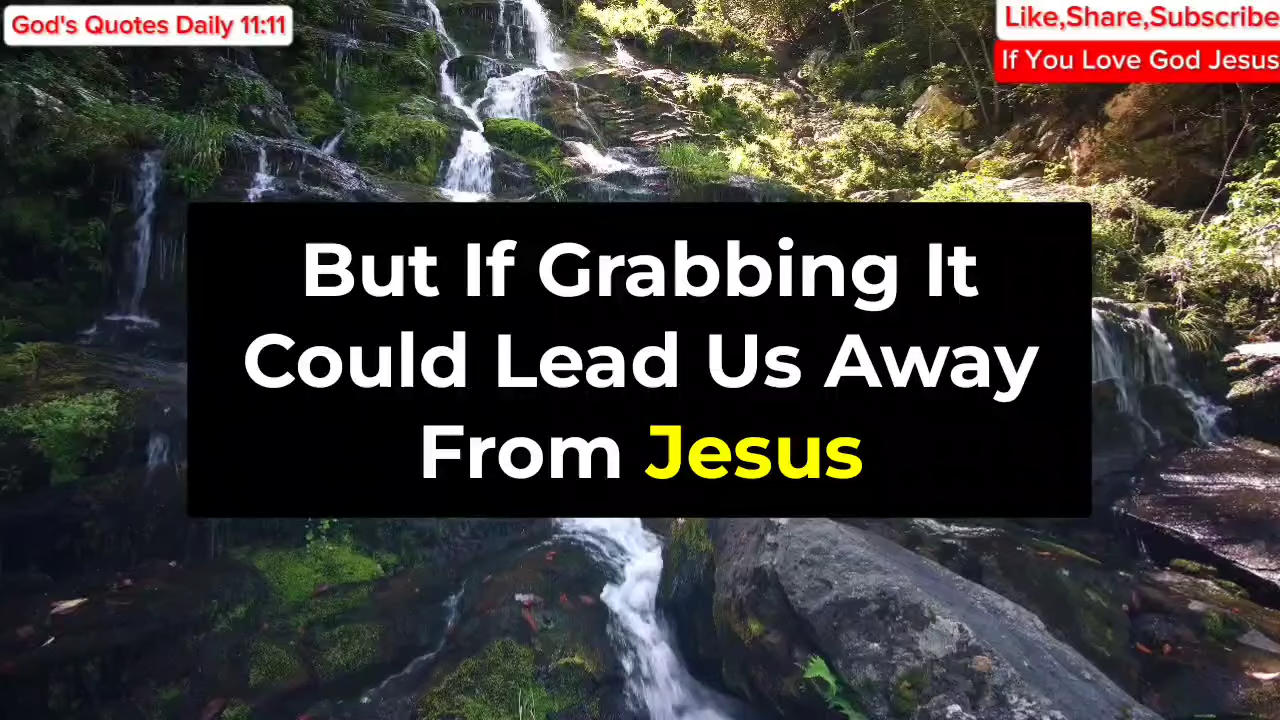 God's Quotes Daily 11:11
Like,Share,Subscribe
If You Love God Jesus
But If Grabbing It
Could Lead Us Away
From Jesus